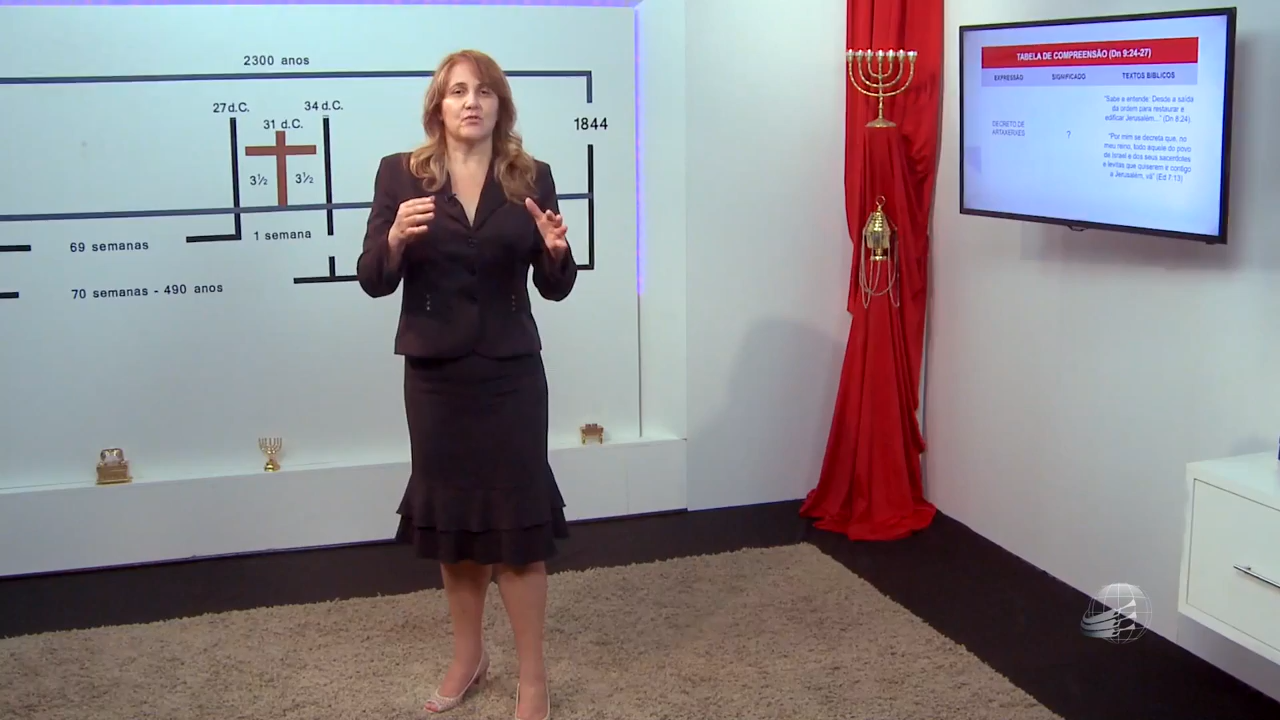 2300 anos
27 d.C.
34 d.C.
31 d.C.
1844
3½
3½
69 semanas
1 semana
70 semanas - 490 anos
TABELA DE COMPREENSÃO (Dn 9:24-27)
EXPRESSÃO
SIGNIFICADO
TEXTOS BÍBLICOS
DECRETO DE
ARTAXERXES
?
"Sabe e entende: Desde a saída
da ordem para restaurar e
edificar Jerusalém..." (Dn 8:24).
"Por mim se decreta que, no
meu reino, todo aquele do povo
de Israel e dos seus sacerdotes
e levitas que quiserem ir contigo
a Jerusalém, vá" (Ed 7:13)